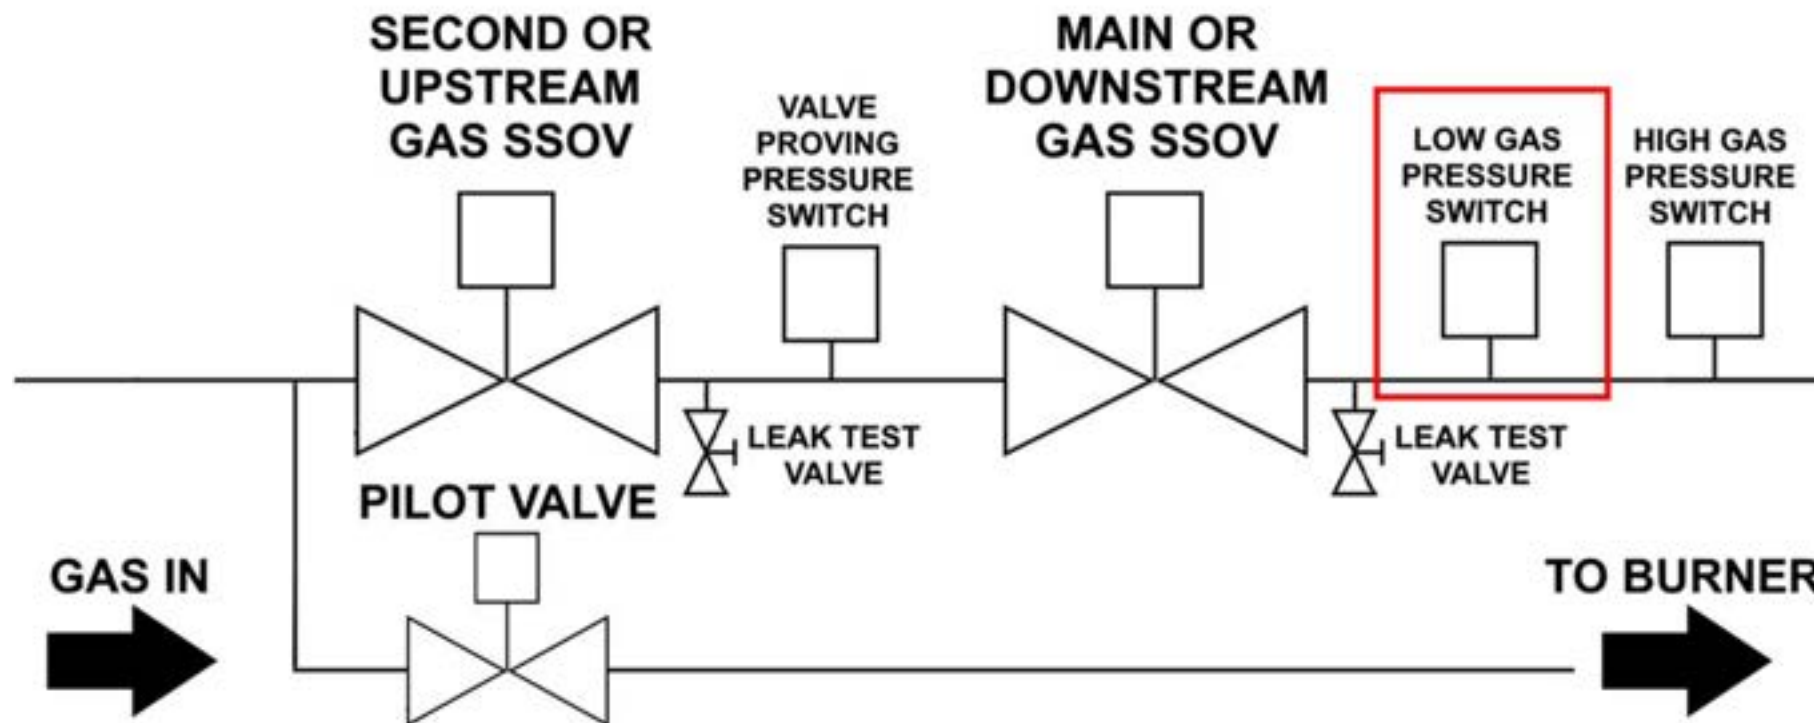 SECOND OR
UPSTREAM
GAS SSOV
VALVE
PROVING
PRESSURE
SWITCH
MAIN OR
DOWNSTREAM
GAS SSOV
LOW GAS
PRESSURE
SWITCH
HIGH GAS
PRESSURE
SWITCH
LEAK TEST
VALVE
LEAK TEST
VALVE
PILOT VALVE
GAS IN
TO BURNER